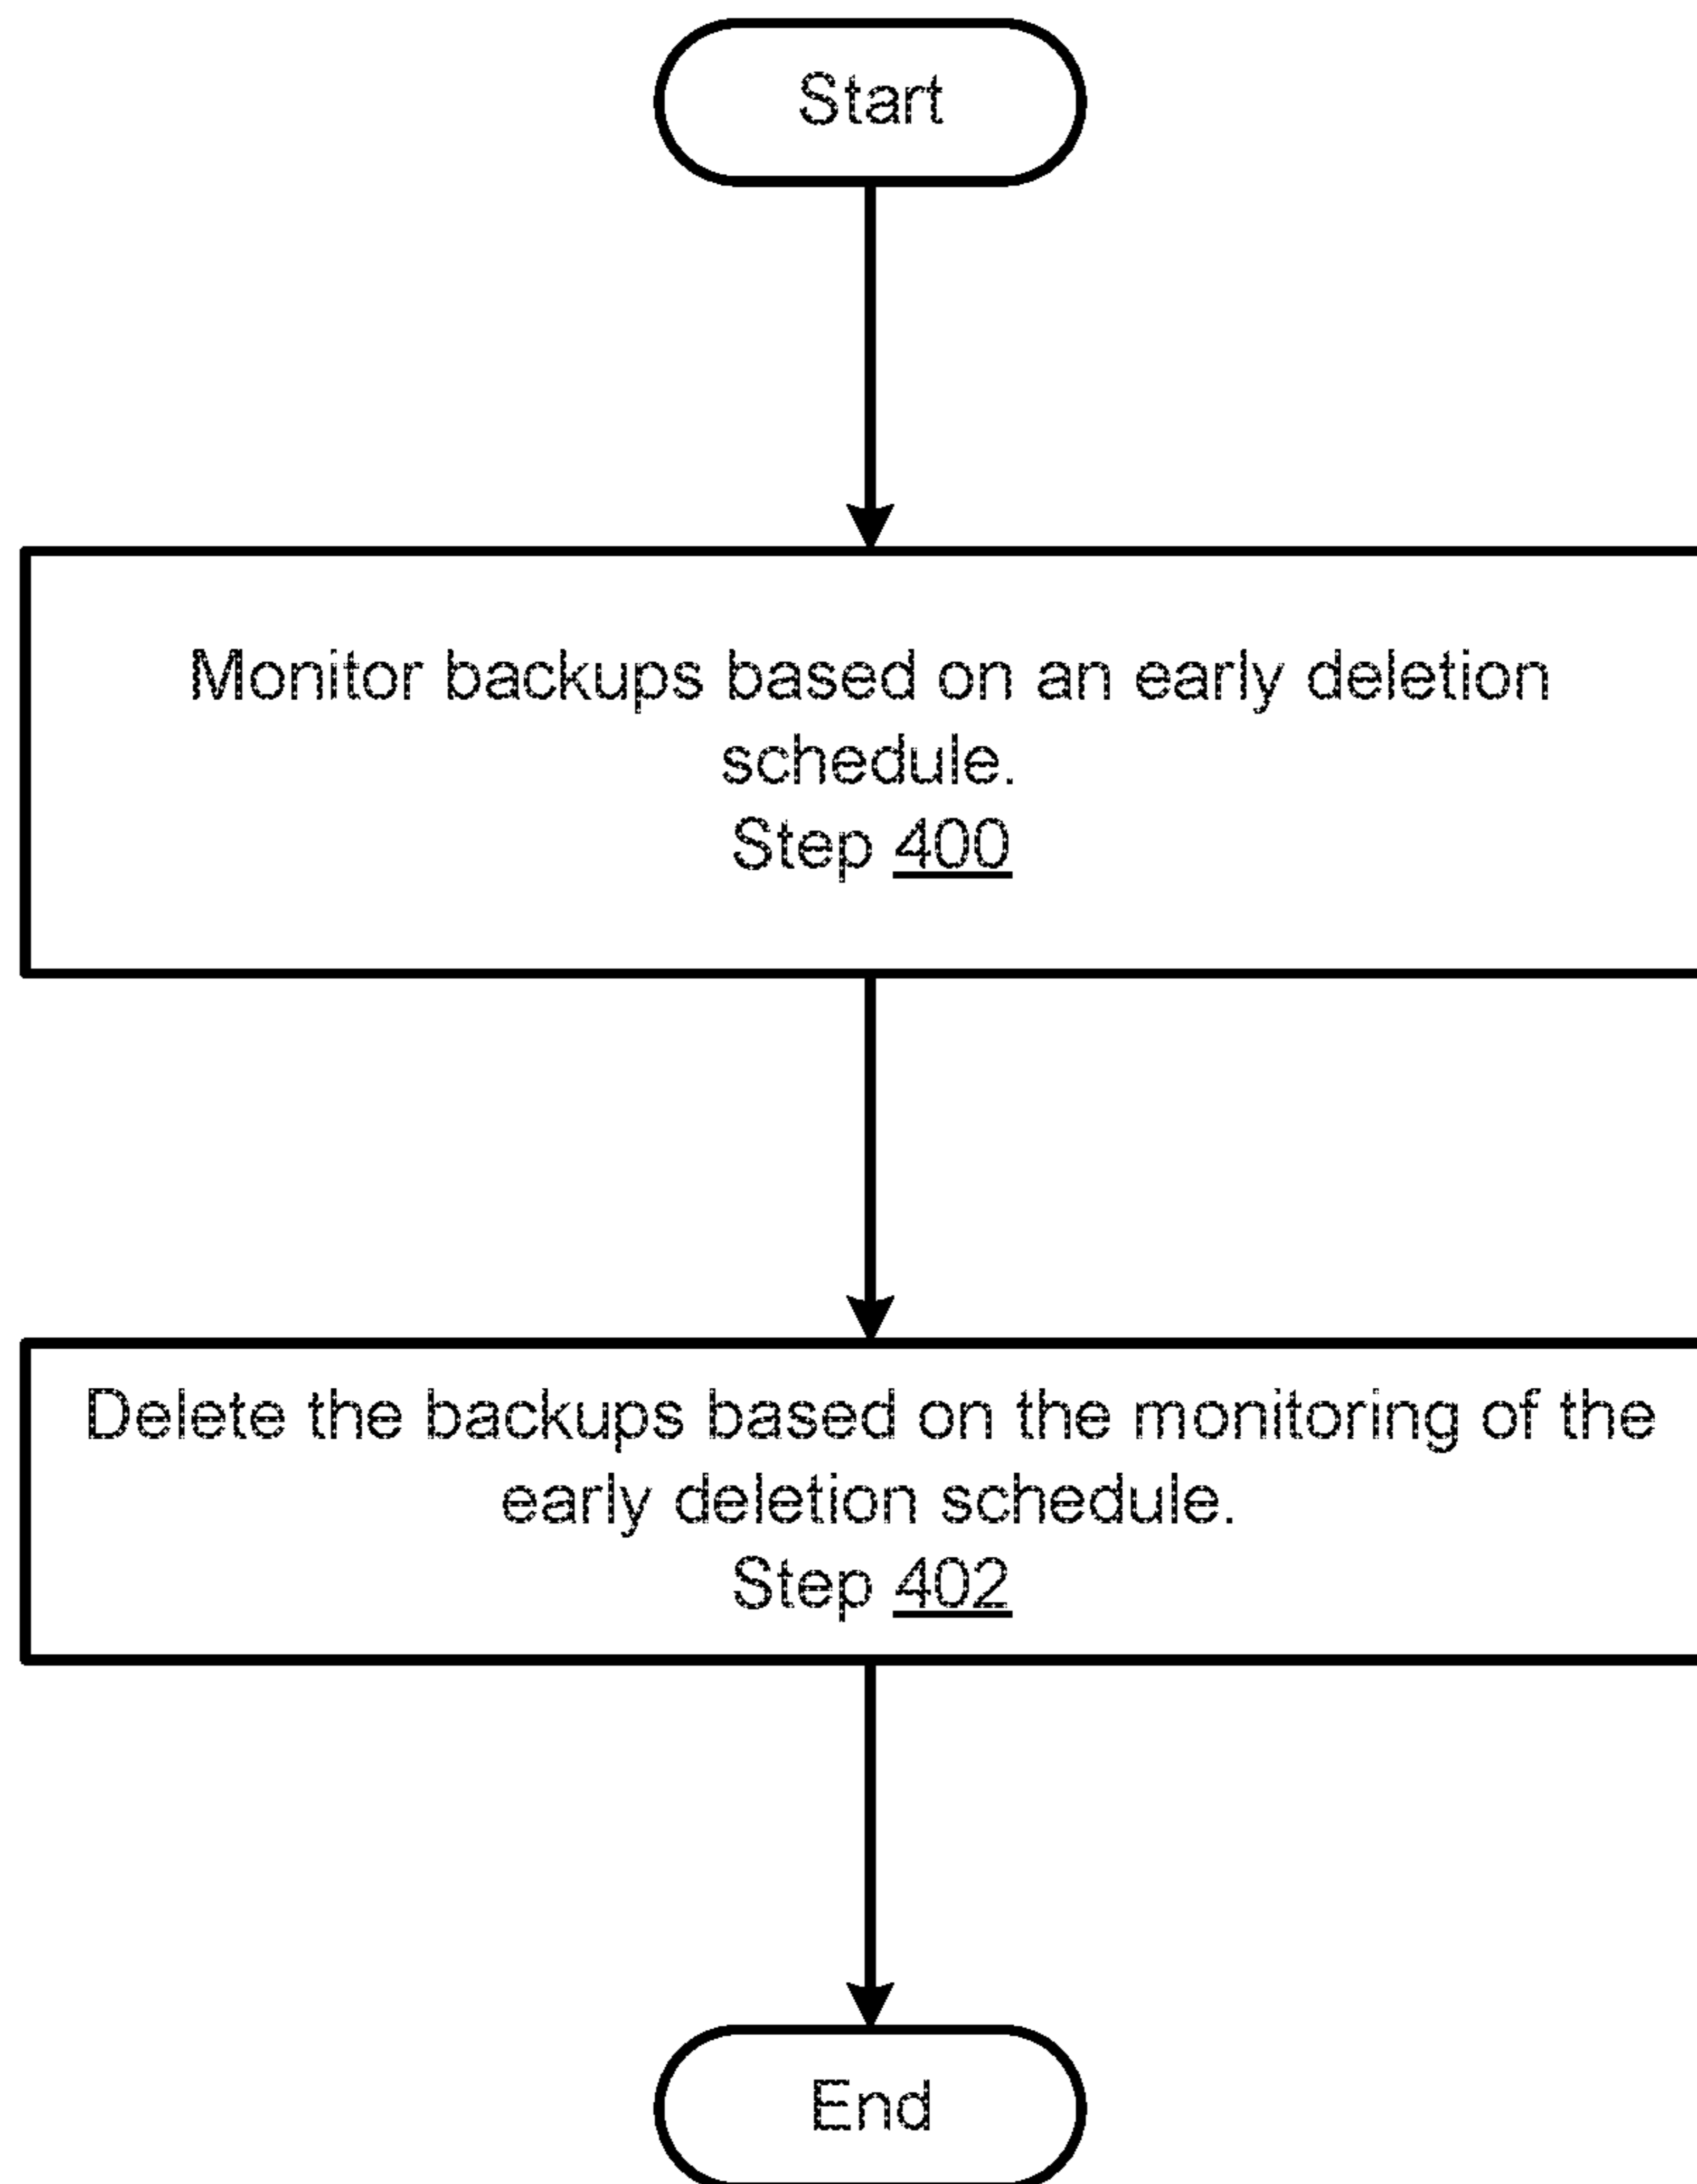 Start
Monitor backups based on an early deletion
schedule.
Step 400
Delete the backups based on the monitoring of the
early deletion schedule.
Step 402
End